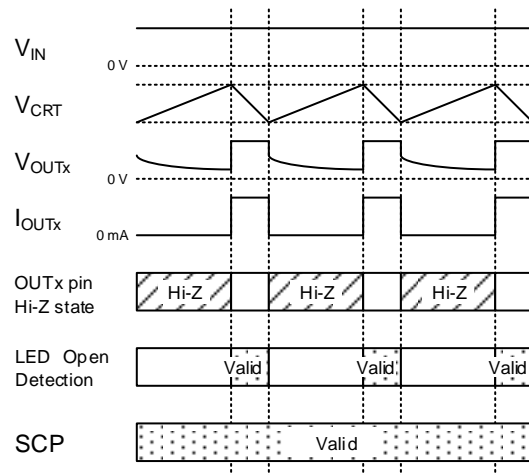 VIN
0 V
VCRT
VOUTx
0 V
IOUTx
0 mA
OUTx pin
Hi-Z state
Hi-Z Hi-Z Hi-Z
LED Open
Detection
Valid Valid Valid
SCP
Valid